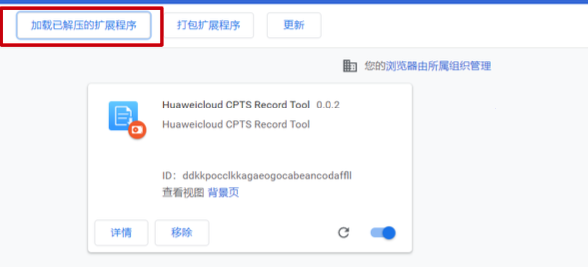 加载已解压的扩展程序 打包扩展程序 更新
您的浏览器由所属组织管理
Huaweicloud CPTS Record Tool 0.0.2
Huaweicloud CPTS Record Tool
ID：ddkkpocclkkagaeogocabeancodaffll
查看视图 背景页
详情 移除